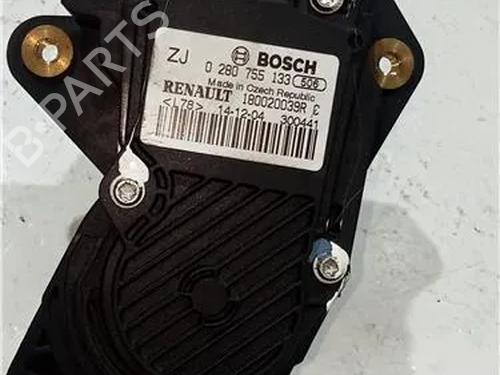 ZJ BOSCH
0 280 755 133 506
Made in Czech Republic
RENAULT 180020039R C
<L78> 14-12-04 300441
B-PARTS